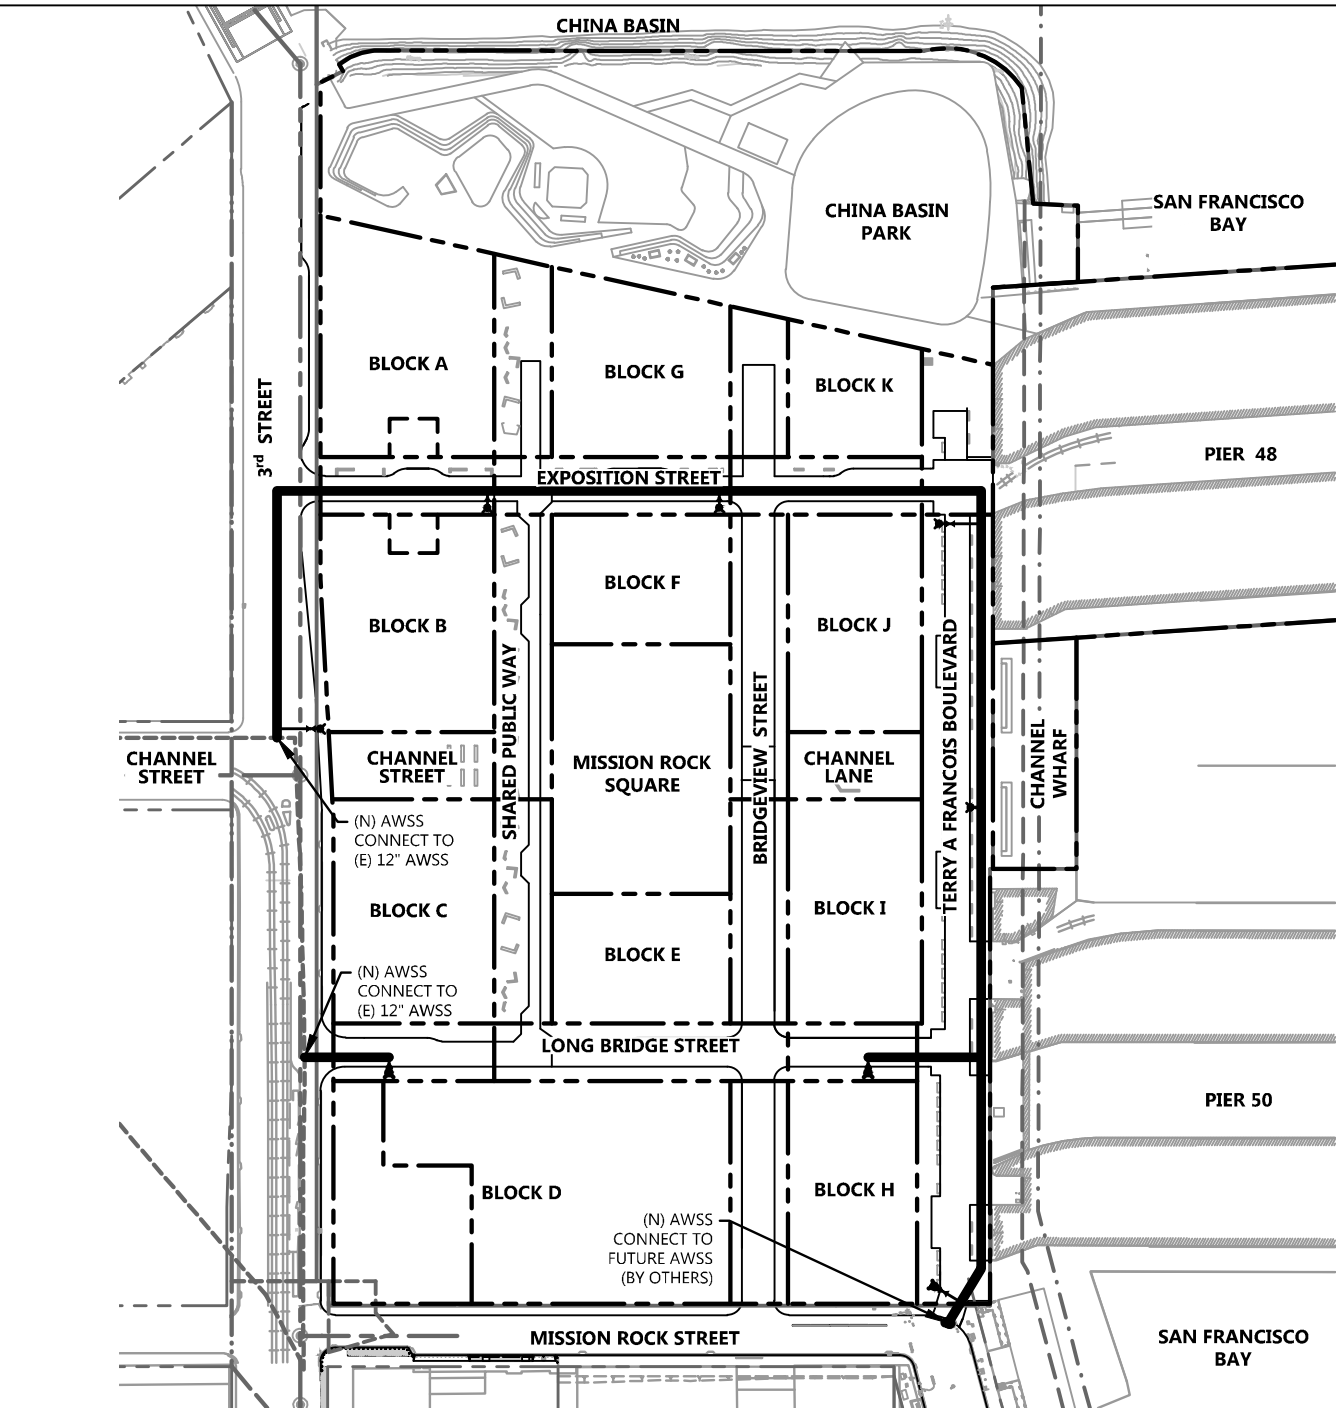 CHINA BASIN
SAN FRANCISCO
BAY
CHINA BASIN
PARK
BLOCK A
BLOCK G
BLOCK K
3rd STREET
PIER 48
EXPOSITION STREET
BLOCK F
BLOCK B
BLOCK J
SHARED PUBLIC WAY
BRIDGEVIEW STREET
TERRY A FRANCOIS BOULEVARD
CHANNEL
WHARF
CHANNEL
STREET
CHANNEL
STREET
MISSION ROCK
SQUARE
CHANNEL
LANE
(N) AWSS
CONNECT TO
(E) 12" AWSS
BLOCK C
BLOCK I
BLOCK E
(N) AWSS
CONNECT TO
(E) 12" AWSS
LONG BRIDGE STREET
PIER 50
BLOCK D
BLOCK H
(N) AWSS
CONNECT TO
FUTURE AWSS
(BY OTHERS)
MISSION ROCK STREET
SAN FRANCISCO
BAY